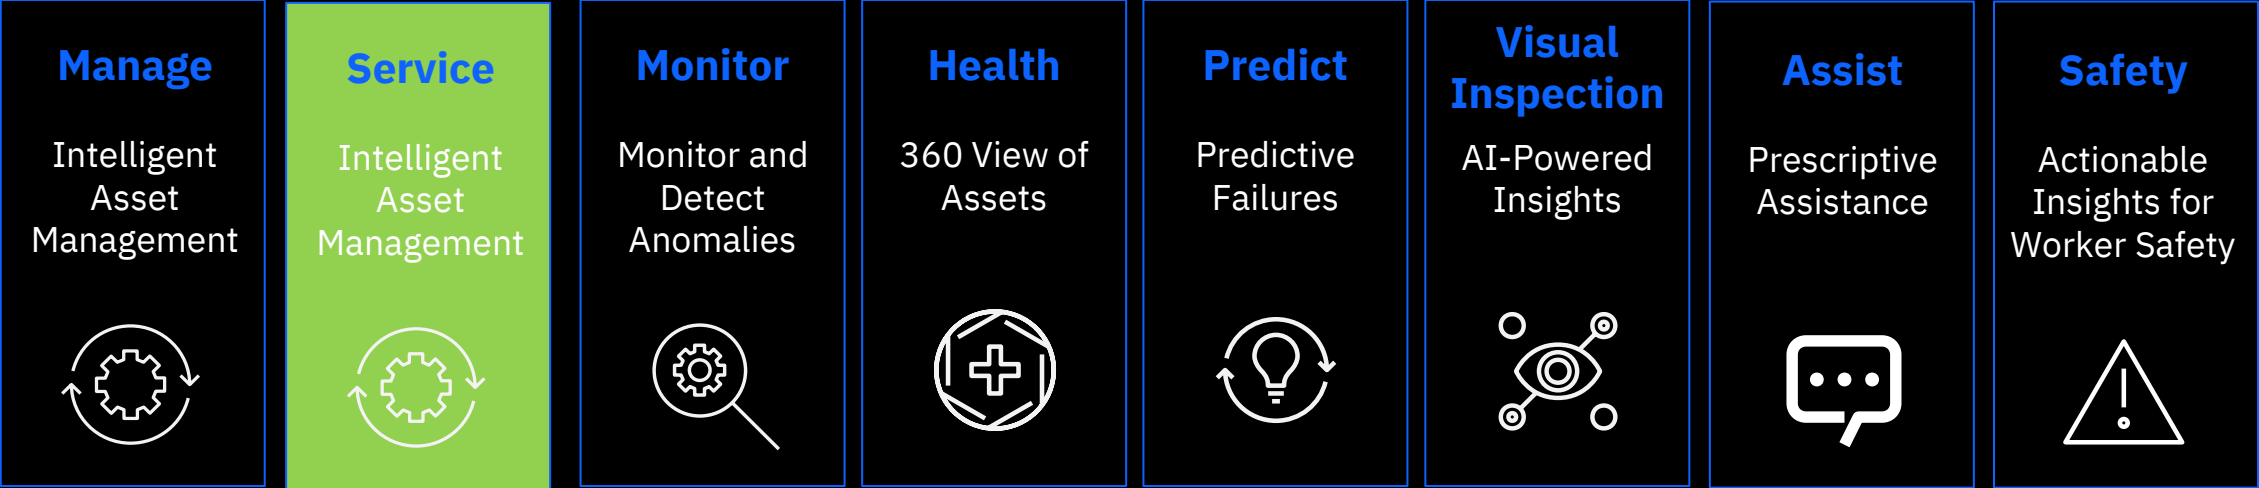 Manage
Intelligent
Asset
Management
Service
Intelligent
Asset
Management
Monitor
Monitor and
Detect
Anomalies
Health
360 View of
Assets
Predict
Predictive
Failures
Visual
Inspection
AI-Powered
Insights
Assist
Prescriptive
Assistance
Safety
Actionable
Insights for
Worker Safety